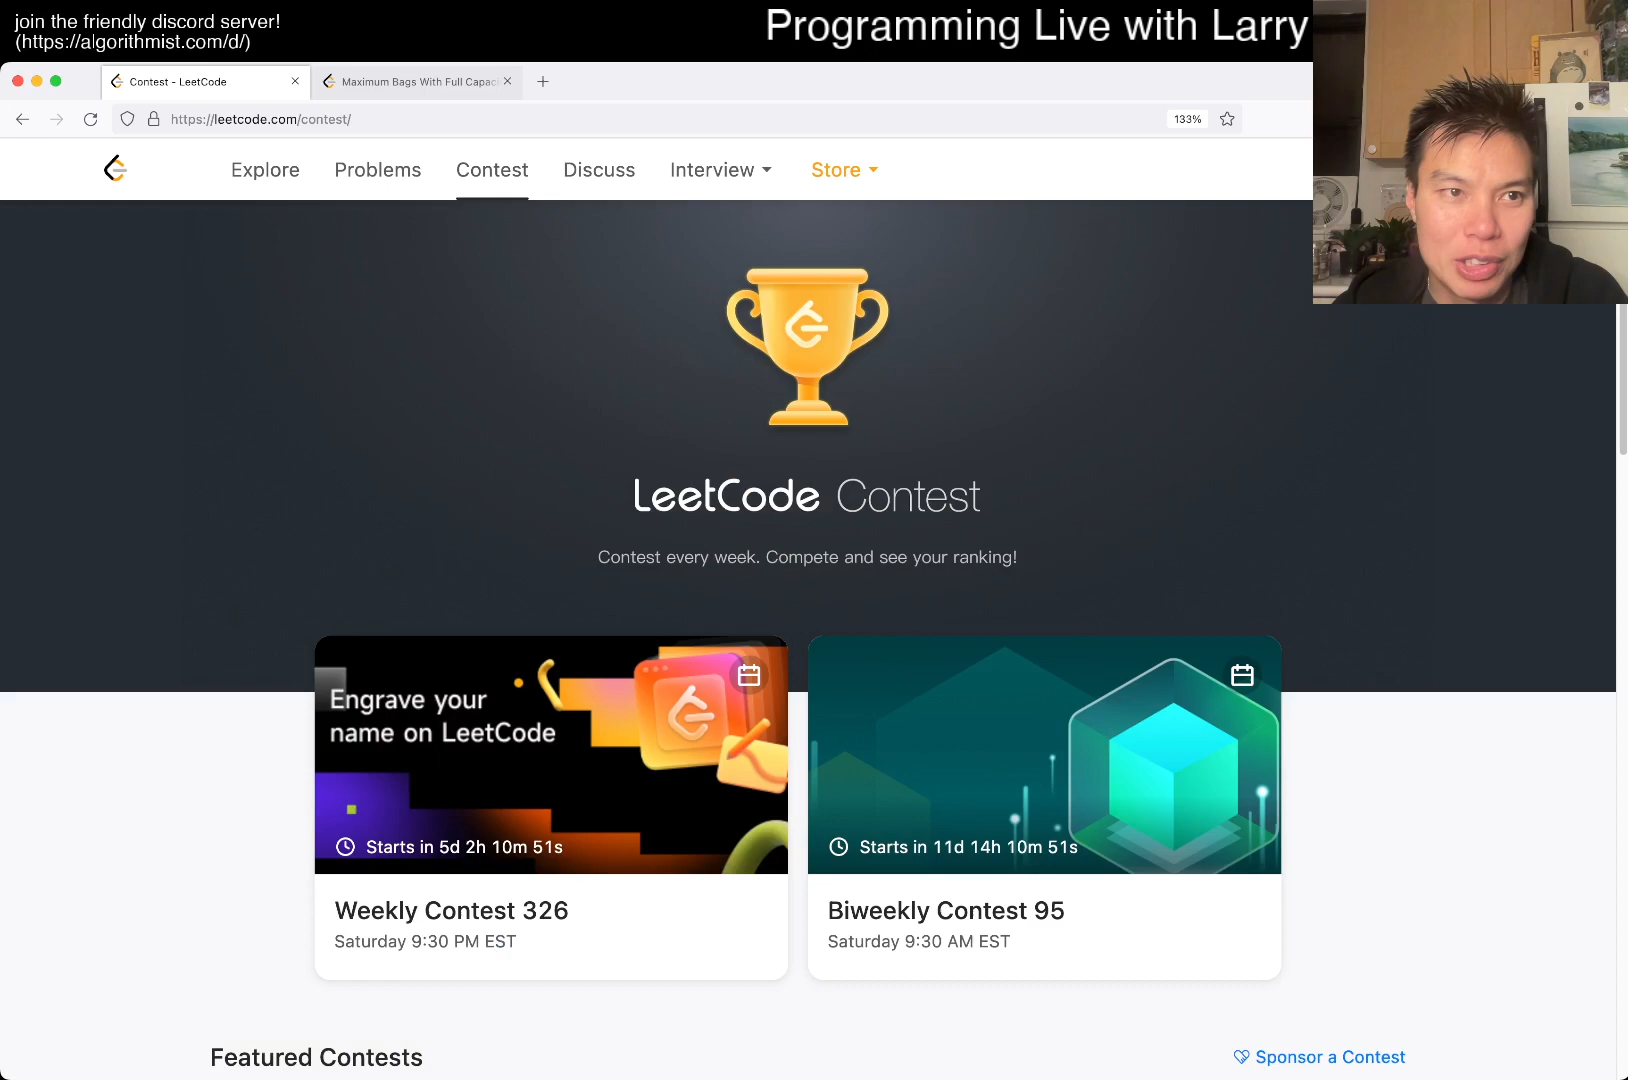 join the friendly discord server!
(https://algorithmist.com/d/)
Programming Live with Larry
Contest - LeetCode
Maximum Bags With Full Capac
https://leetcode.com/contest/
133%
Explore
Problems
Contest
Discuss
Interview
Store
LeetCode Contest
Contest every week. Compete and see your ranking!
Engrave your
name on LeetCode
Starts in 5d 2h 10m 51s
Starts in 11d 14h 10m 51s
Weekly Contest 326
Saturday 9:30 PM EST
Biweekly Contest 95
Saturday 9:30 AM EST
Featured Contests
Sponsor a Contest